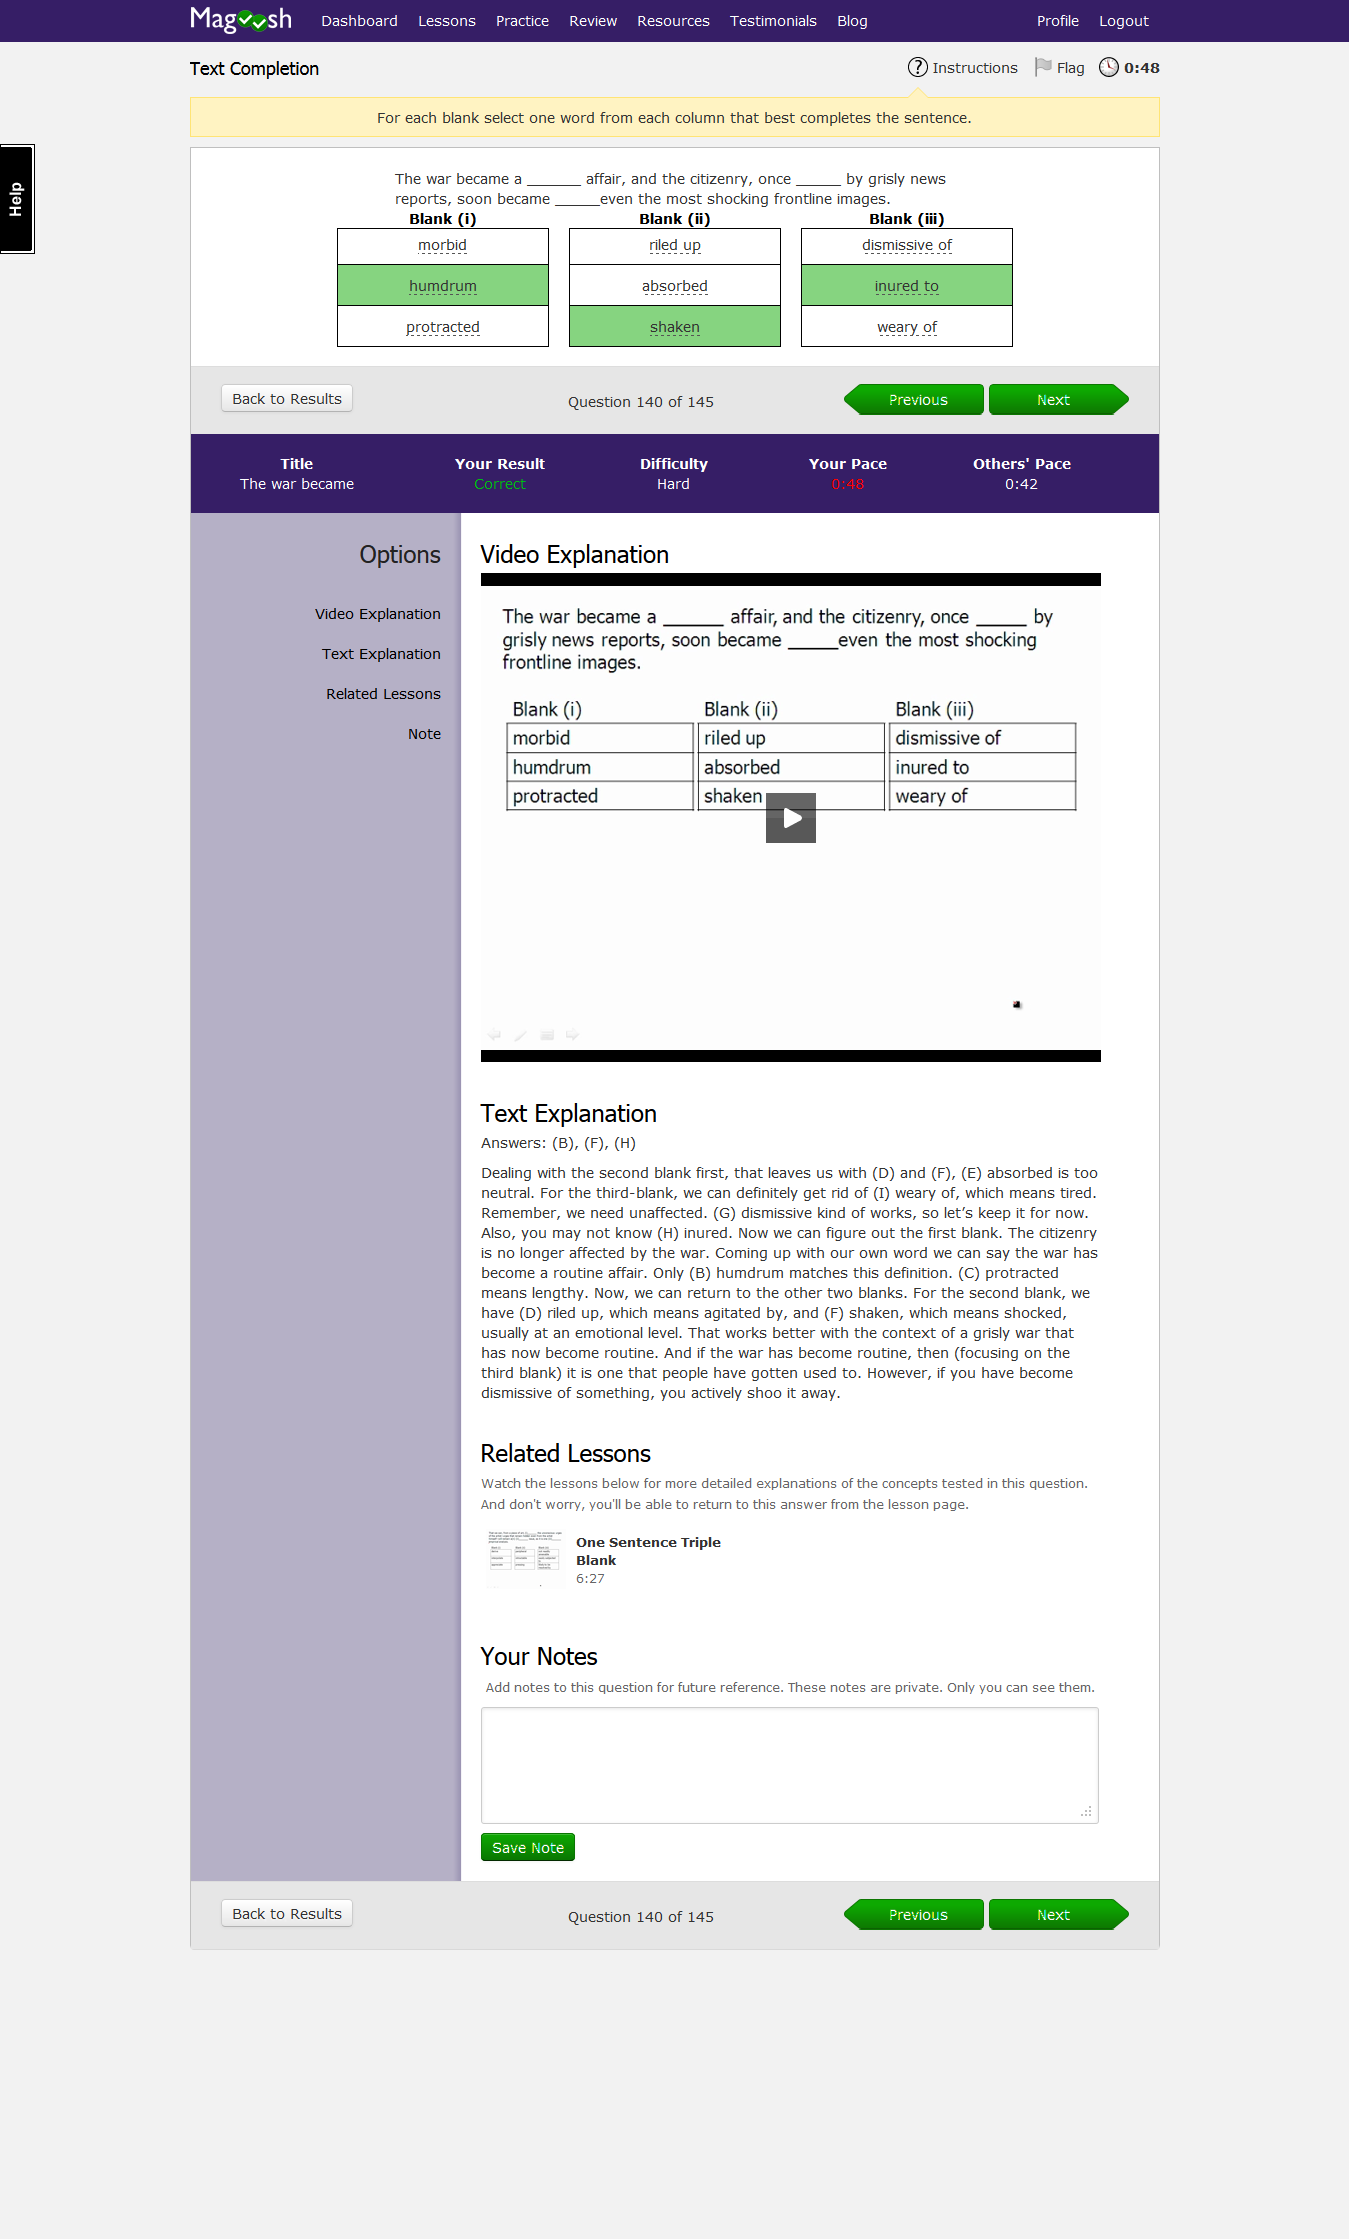 Magoosh
Dashboard Lessons Practice Review Resources Testimonials Blog Profile Logout
Text Completion
Instructions Flag 0:48
For each blank select one word from each column that best completes the sentence.
Help
The war became a _______ affair, and the citizenry, once ______ by grisly news
reports, soon became ______even the most shocking frontline images.
Blank (i) Blank (ii) Blank (iii)
morbid riled up dismissive of
humdrum absorbed inured to
protracted shaken weary of
Back to Results Question 140 of 145 Previous Next
Title Your Result Difficulty Your Pace Others' Pace
The war became Correct Hard 0:48 0:42
Options
Video Explanation
Text Explanation
Related Lessons
Note
Video Explanation
The war became a ______ affair, and the citizenry, once _____ by
grisly news reports, soon became _____even the most shocking
frontline images.
Blank (i) Blank (ii) Blank (iii)
morbid riled up dismissive of
humdrum absorbed inured to
protracted shaken weary of
Text Explanation
Answers: (B), (F), (H)
Dealing with the second blank first, that leaves us with (D) and (F), (E) absorbed is too
neutral. For the third-blank, we can definitely get rid of (I) weary of, which means tired.
Remember, we need unaffected. (G) dismissive kind of works, so let’s keep it for now.
Also, you may not know (H) inured. Now we can figure out the first blank. The citizenry
is no longer affected by the war. Coming up with our own word we can say the war has
become a routine affair. Only (B) humdrum matches this definition. (C) protracted
means lengthy. Now, we can return to the other two blanks. For the second blank, we
have (D) riled up, which means agitated by, and (F) shaken, which means shocked,
usually at an emotional level. That works better with the context of a grisly war that
has now become routine. And if the war has become routine, then (focusing on the
third blank) it is one that people have gotten used to. However, if you have become
dismissive of something, you actively shoo it away.
Related Lessons
Watch the lessons below for more detailed explanations of the concepts tested in this question.
And don't worry, you'll be able to return to this answer from the lesson page.
One Sentence Triple
Blank
6:27
Your Notes
Add notes to this question for future reference. These notes are private. Only you can see them.
Save Note
Back to Results Question 140 of 145 Previous Next